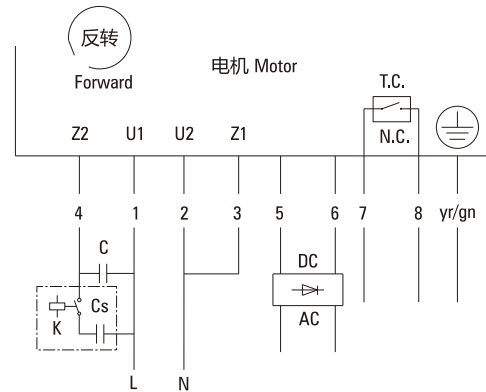 反转
Forward
电机 Motor
T.C.
N.C.
Z2 U1 U2 Z1
4 1 2 3 5 6 7 8 yr/gn
C
DC
Cs
K
AC
L N